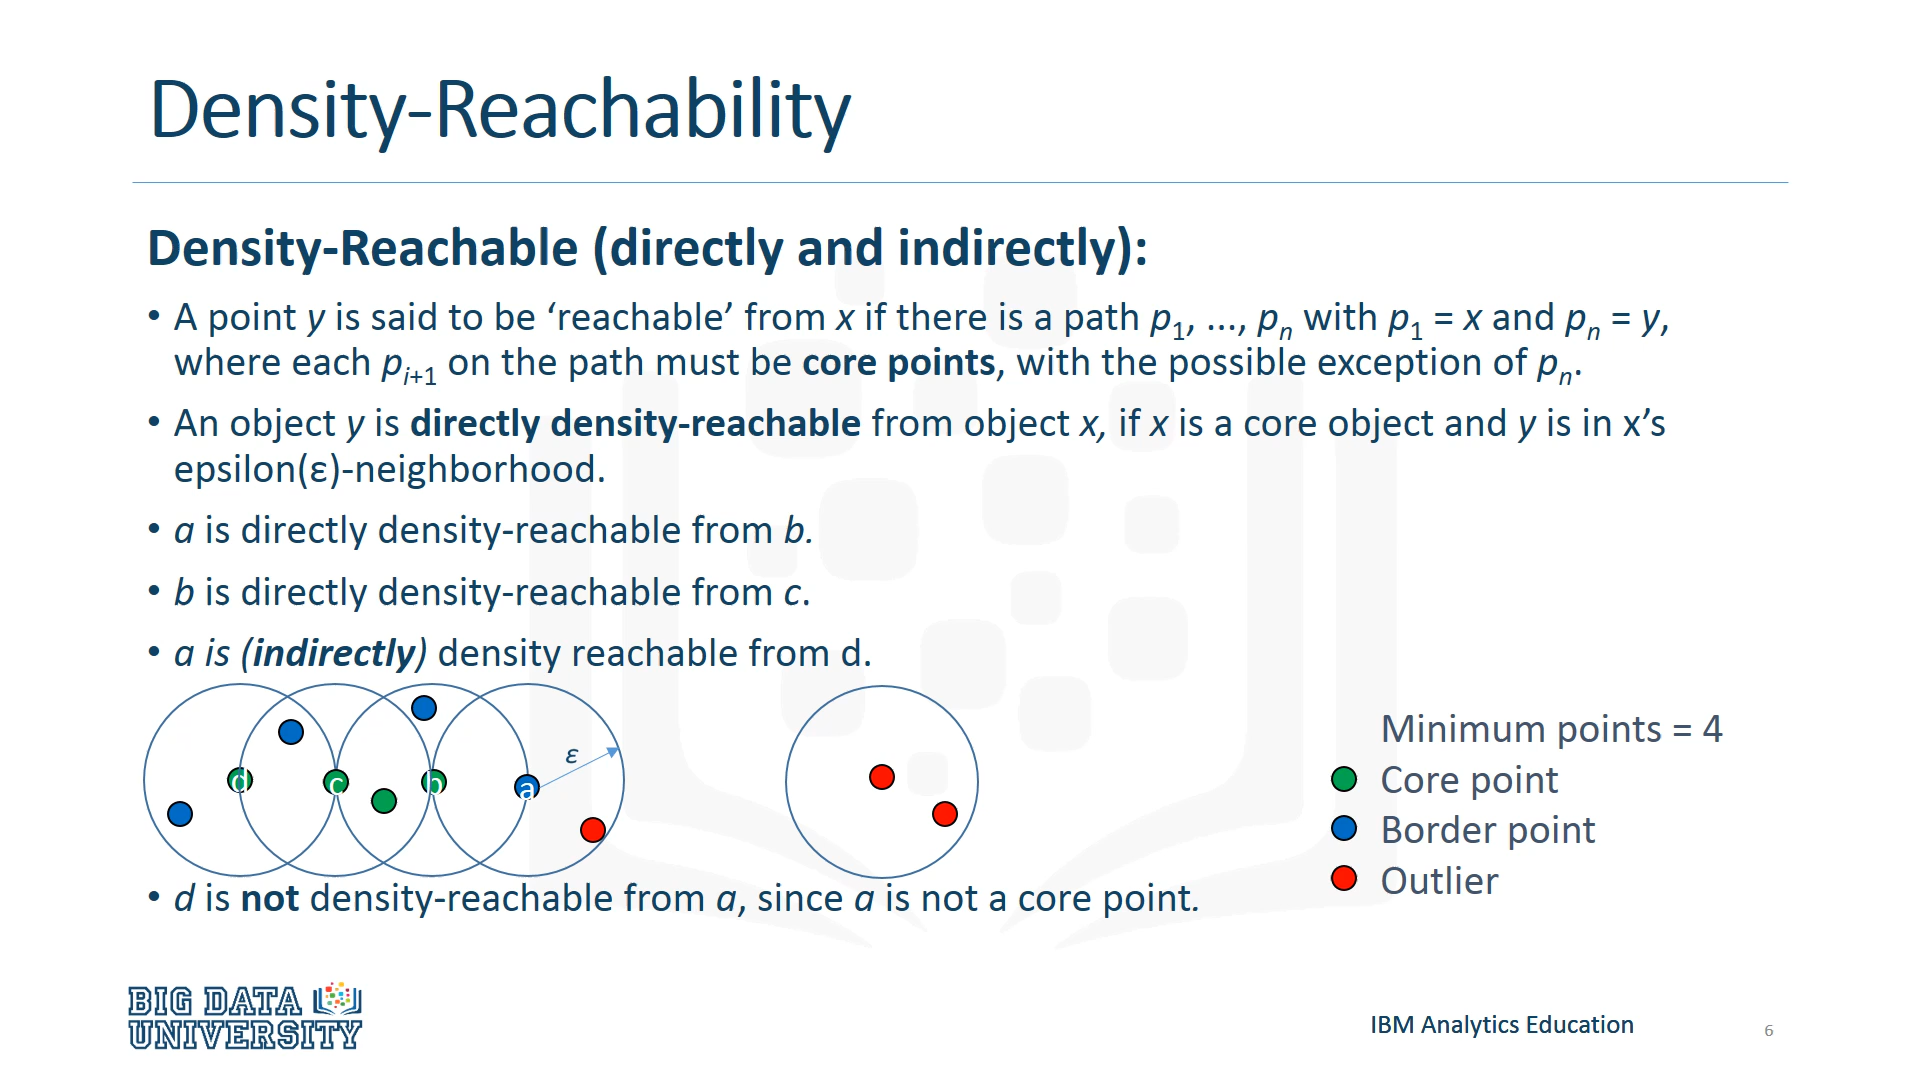 Density-Reachability
Density-Reachable (directly and indirectly):
• A point y is said to be ‘reachable’ from x if there is a path p1, ..., pn with p1 = x and pn = y,
where each pi+1 on the path must be core points, with the possible exception of pn.
• An object y is directly density-reachable from object x, if x is a core object and y is in x’s
epsilon(ε)-neighborhood.
• a is directly density-reachable from b.
• b is directly density-reachable from c.
• a is (indirectly) density reachable from d.
ε
d c b a
Minimum points = 4
Core point
Border point
Outlier
• d is not density-reachable from a, since a is not a core point.
BIG DATA
UNIVERSITY
IBM Analytics Education
6